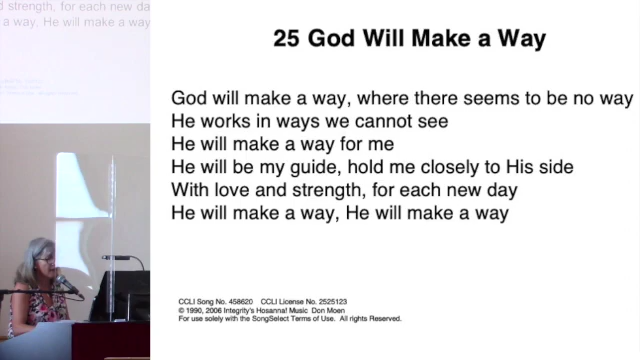 d strength, for each new day
a way, He will make a way
25 God Will Make a Way
God will make a way, where there seems to be no way
He works in ways we cannot see
He will make a way for me
He will be my guide, hold me closely to His side
With love and strength, for each new day
He will make a way, He will make a way
CCLI Song No. 458620 CCLI License No. 2525123
© 1990, 2006 Integrity's Hosanna! Music Don Moen
For use solely with the SongSelect Terms of Use. All rights Reserved.